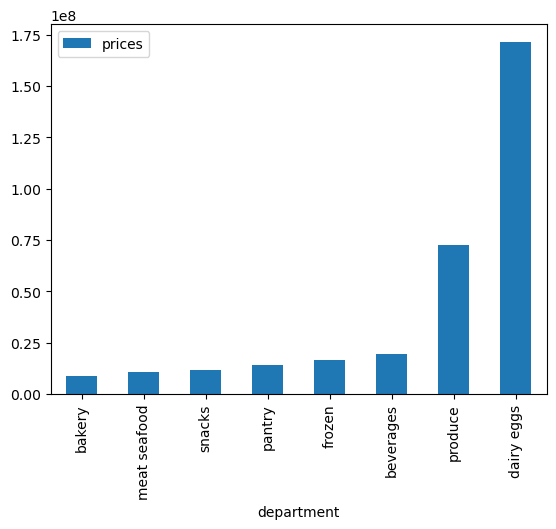 1e8
prices
1.75
1.50
1.25
1.00
0.75
0.50
0.25
0.00
bakery
meat seafood
snacks
pantry
frozen
beverages
produce
dairy eggs
department